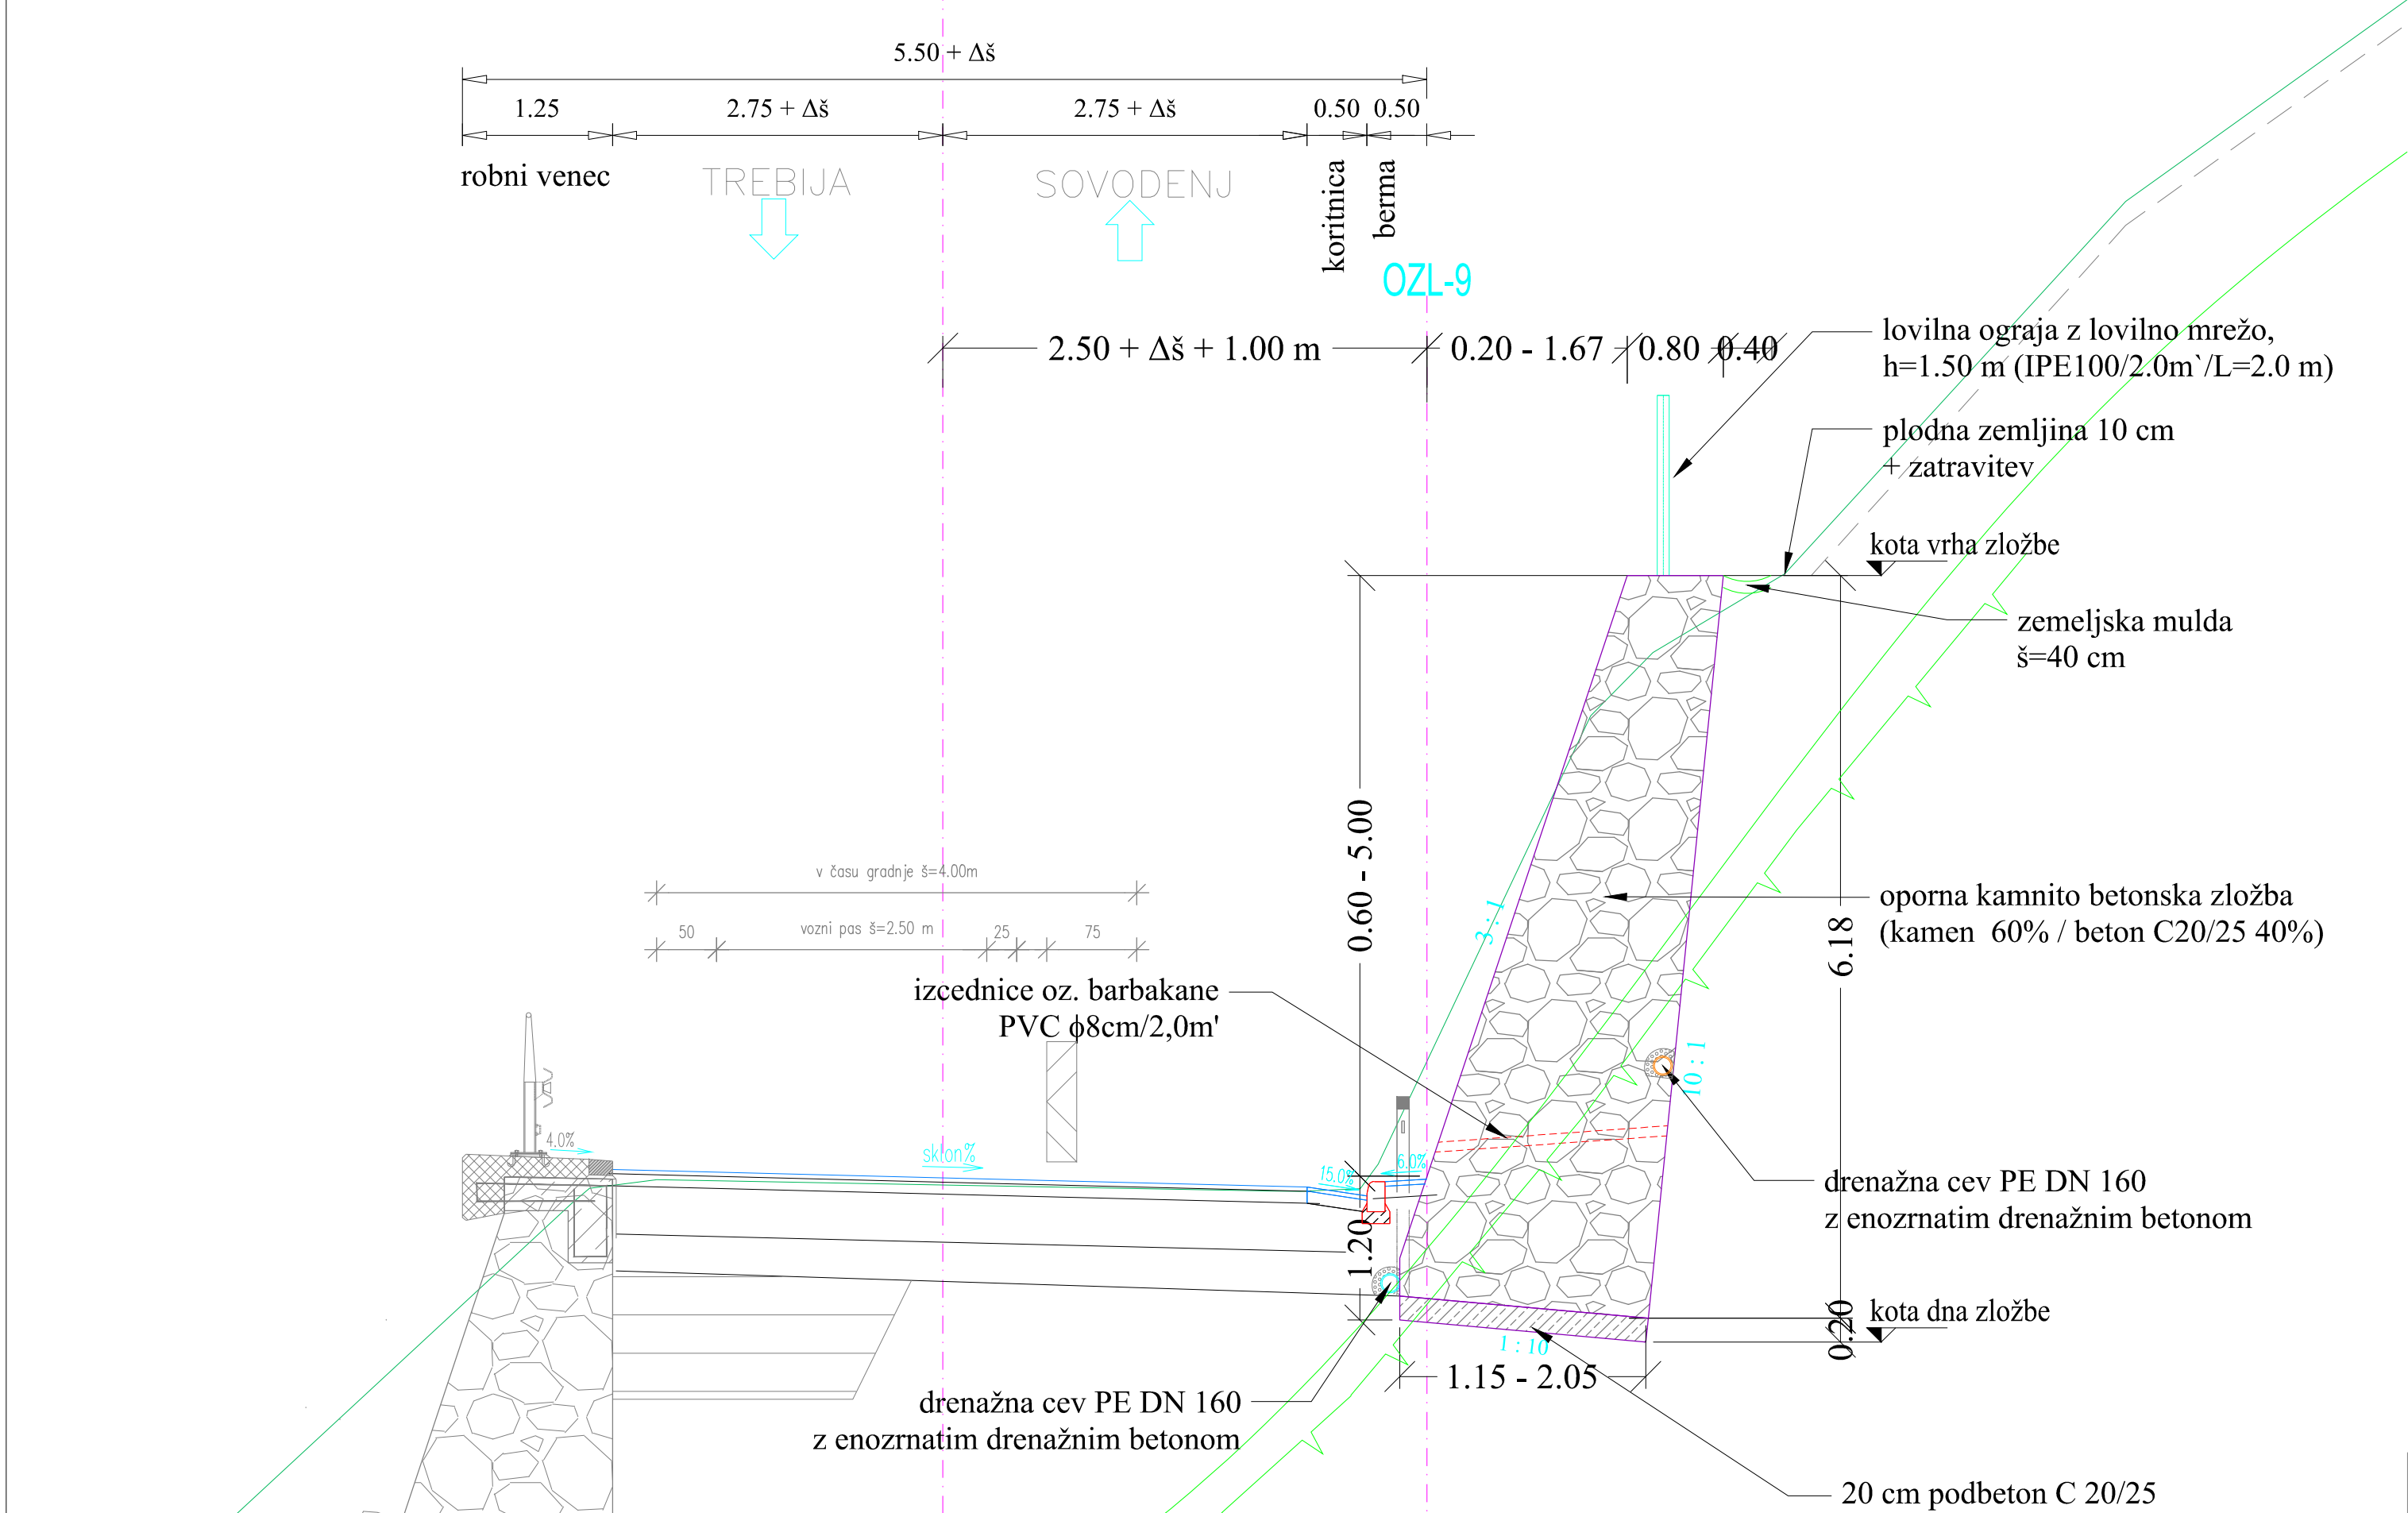 5.50 + Δš
1.25
2.75 + Δš
2.75 + Δš
0.50
0.50
robni venec
TREBIJA
SOVODENJ
koritnica
berma
OZL-9
2.50 + Δš + 1.00 m
0.20 - 1.67
0.80
0.40
lovilna ograja z lovilno mrežo,
h=1.50 m (IPE100/2.0m`/L=2.0 m)
plodna zemljina 10 cm
+ zatravitev
kota vrha zložbe
zemeljska mulda
š=40 cm
0.60 - 5.00
v času gradnje š=4.00m
50
vozni pas š=2.50 m
25
75
3 : 1
oporna kamnito betonska zložba
(kamen  60% / beton C20/25 40%)
6.18
izcednice oz. barbakane
PVC ϕ8cm/2,0m'
10 : 1
4.0%
sklon%
15.0%
6.0%
drenažna cev PE DN 160
z enozrnatim drenažnim betonom
1.20
kota dna zložbe
0.20
1 : 10
1.15 - 2.05
drenažna cev PE DN 160
z enozrnatim drenažnim betonom
20 cm podbeton C 20/25